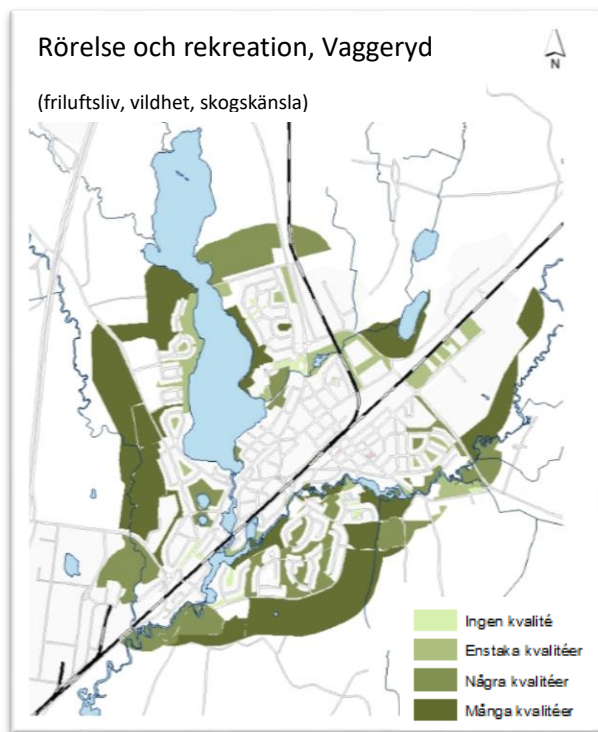 Rörelse och rekreation, Vaggeryd
N
(friluftsliv, vildhet, skogskänsla)
Ingen kvalité
Enstaka kvalitéer
Några kvalitéer
Många kvalitéer